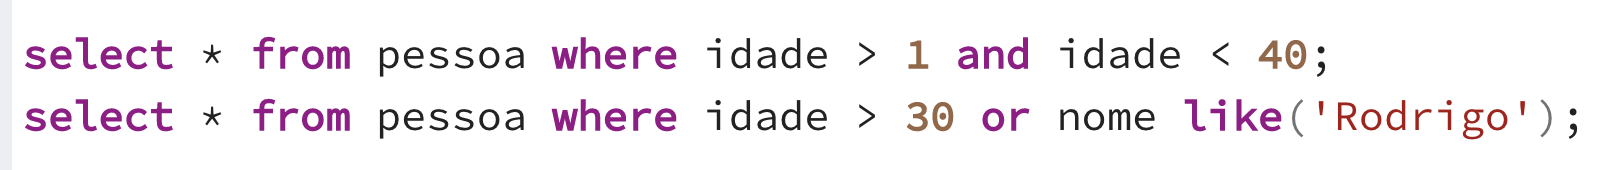 select * from pessoa where idade > 1 and idade < 40;
select * from pessoa where idade > 30 or nome like('Rodrigo');